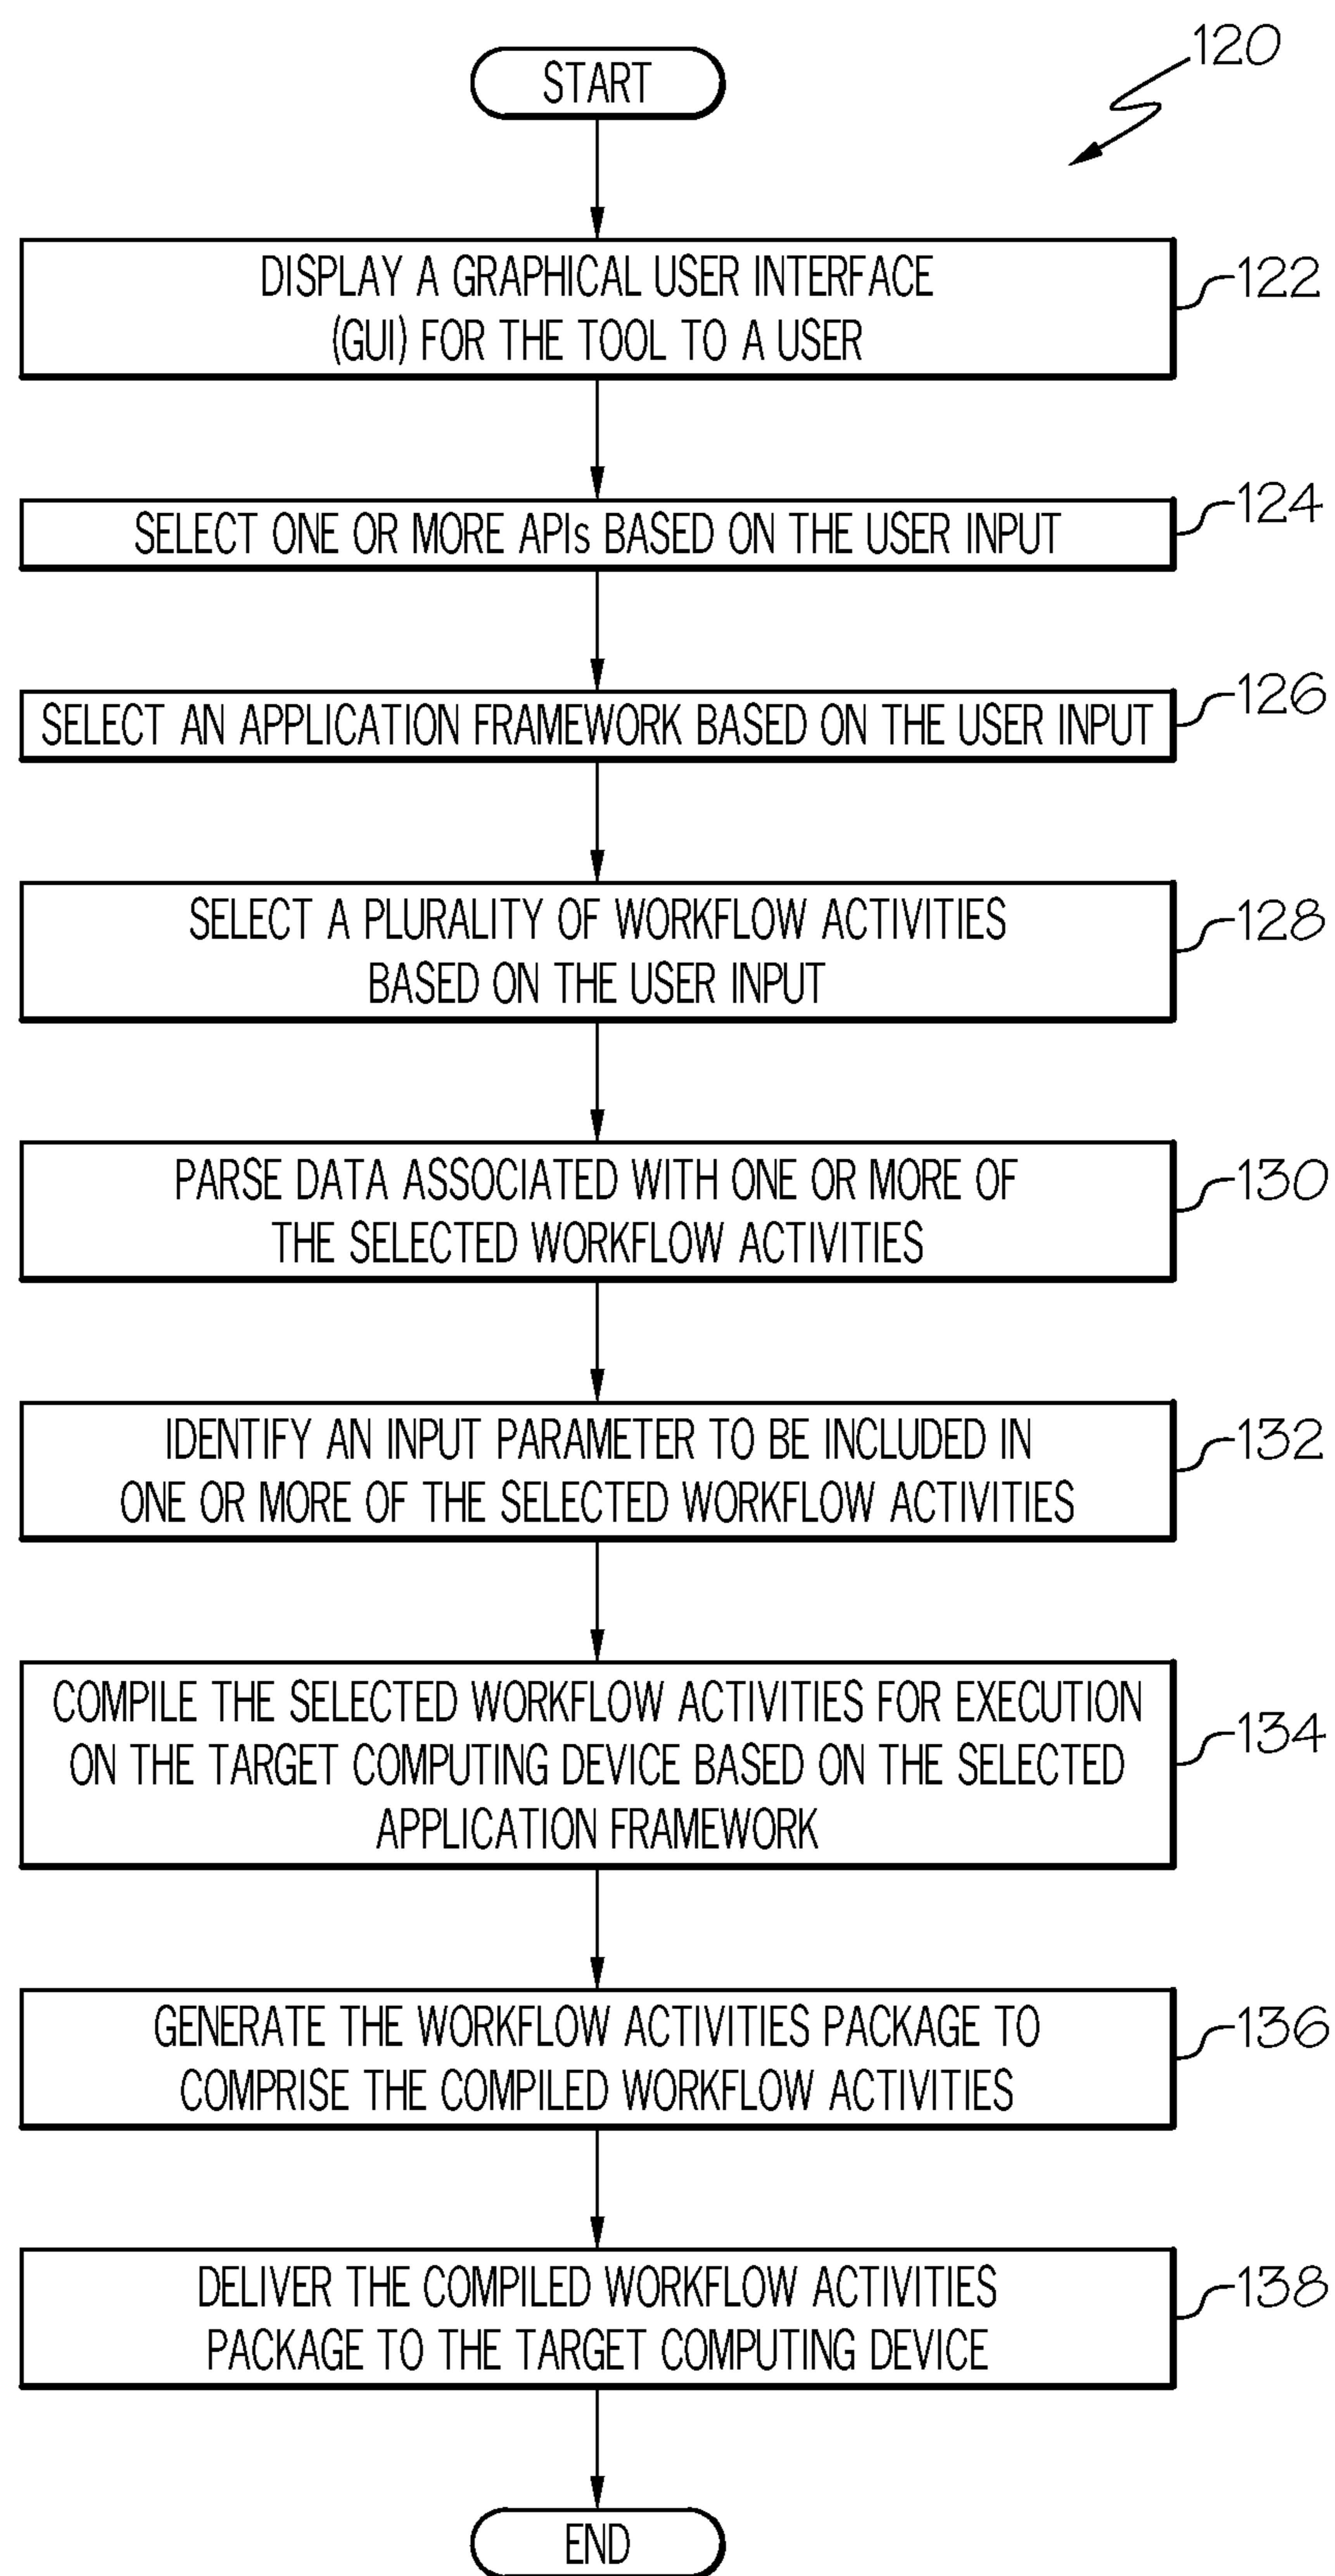 120
START
DISPLAY A GRAPHICAL USER INTERFACE
(GUI) FOR THE TOOL TO A USER
122
SELECT ONE OR MORE APIs BASED ON THE USER INPUT
124
SELECT AN APPLICATION FRAMEWORK BASED ON THE USER INPUT
126
SELECT A PLURALITY OF WORKFLOW ACTIVITIES
BASED ON THE USER INPUT
128
PARSE DATA ASSOCIATED WITH ONE OR MORE OF
THE SELECTED WORKFLOW ACTIVITIES
130
IDENTIFY AN INPUT PARAMETER TO BE INCLUDED IN
ONE OR MORE OF THE SELECTED WORKFLOW ACTIVITIES
132
COMPILE THE SELECTED WORKFLOW ACTIVITIES FOR EXECUTION
ON THE TARGET COMPUTING DEVICE BASED ON THE SELECTED
APPLICATION FRAMEWORK
134
GENERATE THE WORKFLOW ACTIVITIES PACKAGE TO
COMPRISE THE COMPILED WORKFLOW ACTIVITIES
136
DELIVER THE COMPILED WORKFLOW ACTIVITIES
PACKAGE TO THE TARGET COMPUTING DEVICE
138
END